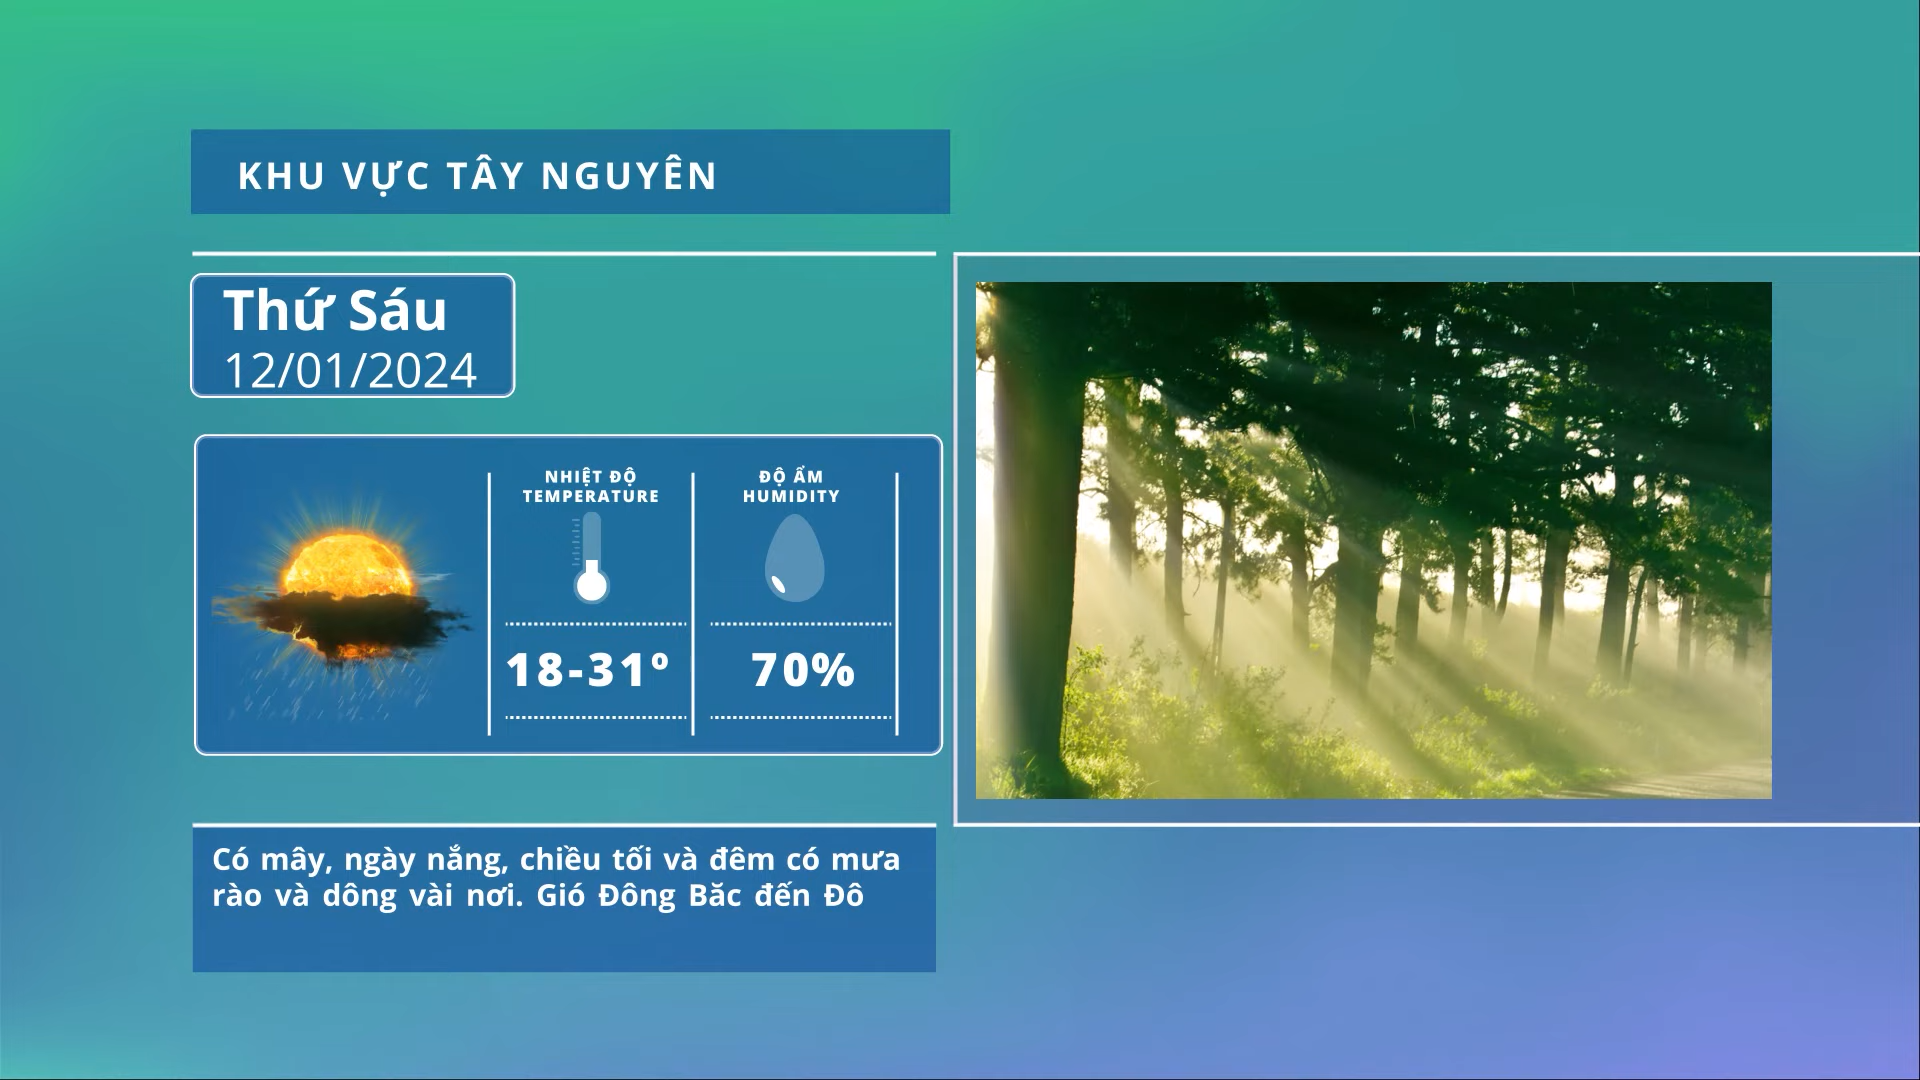 KHU VỰC TÂY NGUYÊN
Thứ Sáu
12/01/2024
NHIỆT ĐỘ
TEMPERATURE
ĐỘ ẨM
HUMIDITY
18-31º
70%
Có mây, ngày nắng, chiều tối và đêm có mưa
rào và dông vài nơi. Gió Đông Băc đến Đô